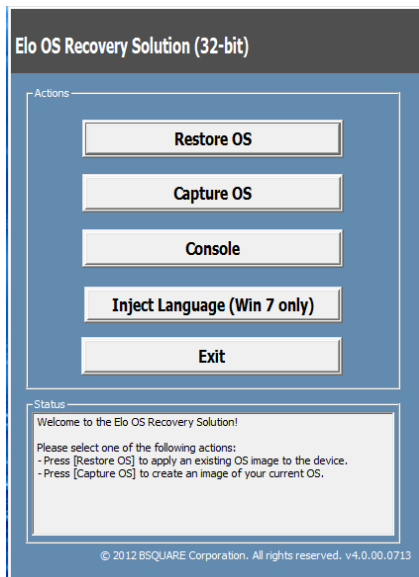 Elo OS Recovery Solution (32-bit)
Actions
Restore OS
Capture OS
Console
Inject Language (Win 7 only)
Exit
Status
Welcome to the Elo OS Recovery Solution!
Please select one of the following actions:
- Press [Restore OS] to apply an existing OS image to the device.
- Press [Capture OS] to create an image of your current OS.
© 2012 BSQUARE Corporation. All rights reserved. v4.0.00.0713